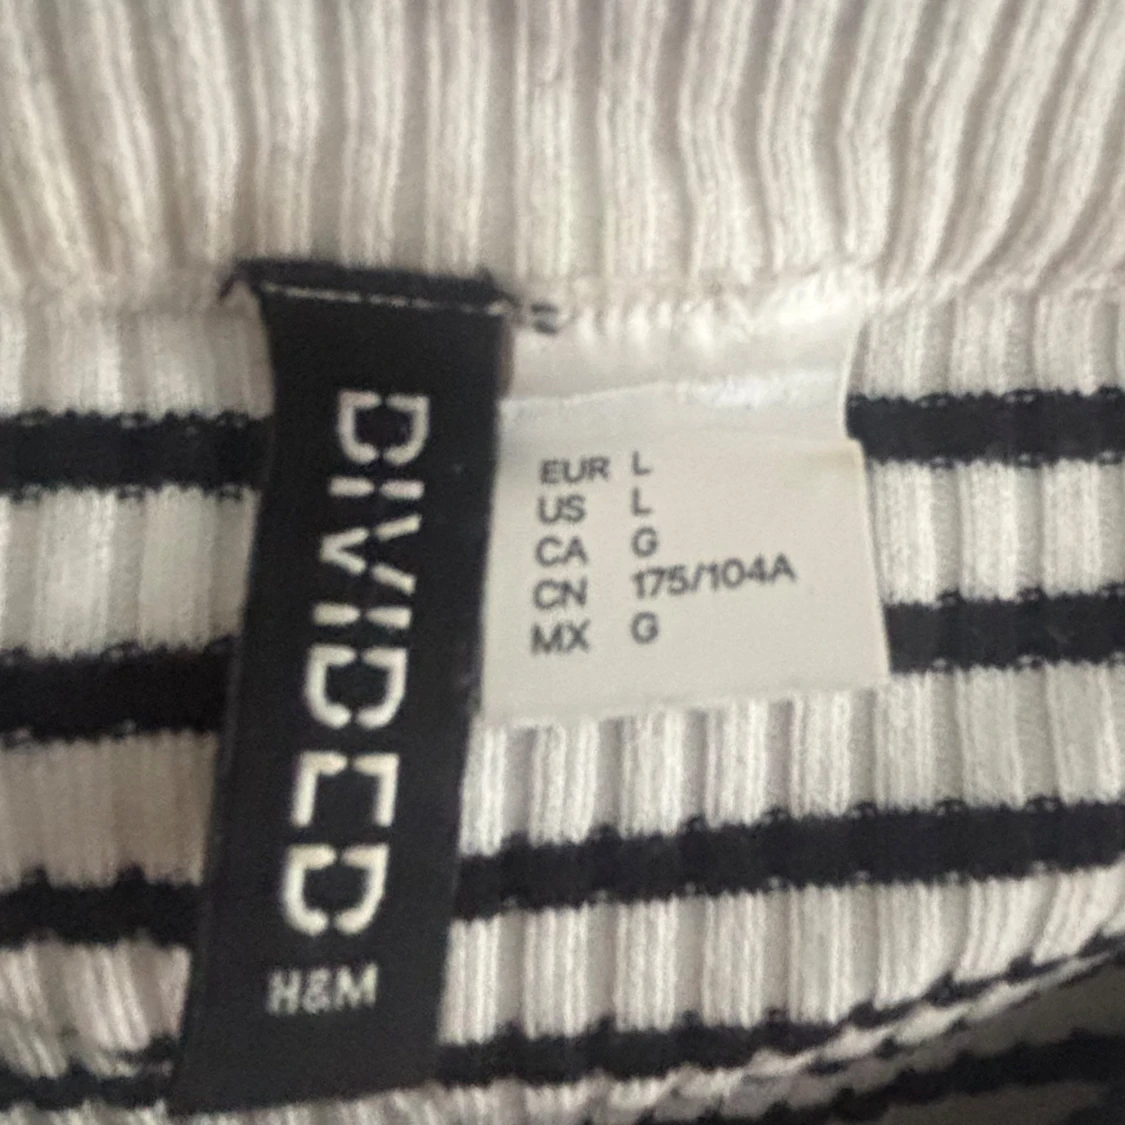 DIVIDED
H&M
EUR L
US L
CA G
CN 175/104A
MX G